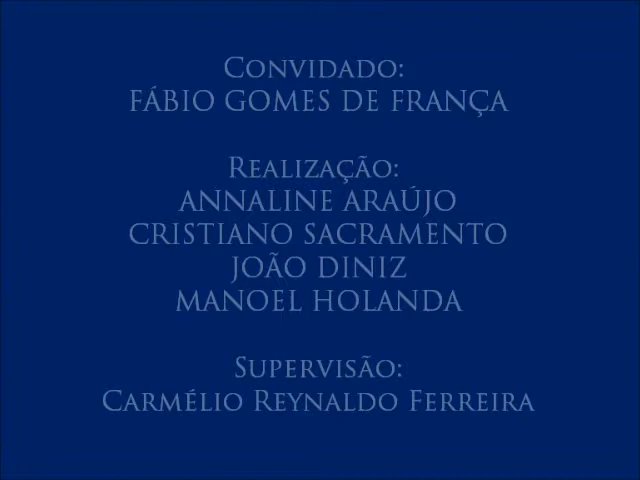 Convidado:
FÁBIO GOMES DE FRANÇA
Realização:
ANNALINE ARAÚJO
CRISTIANO SACRAMENTO
JOÃO DINIZ
MANOEL HOLANDA
Supervisão:
Carmélio Reynaldo Ferreira